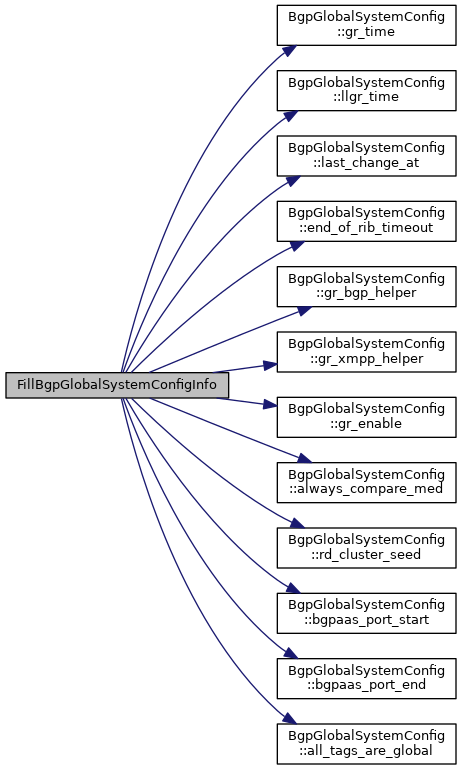 BgpGlobalSystemConfig
::gr_time
BgpGlobalSystemConfig
::llgr_time
BgpGlobalSystemConfig
::last_change_at
BgpGlobalSystemConfig
::end_of_rib_timeout
BgpGlobalSystemConfig
::gr_bgp_helper
BgpGlobalSystemConfig
::gr_xmpp_helper
FillBgpGlobalSystemConfigInfo
BgpGlobalSystemConfig
::gr_enable
BgpGlobalSystemConfig
::always_compare_med
BgpGlobalSystemConfig
::rd_cluster_seed
BgpGlobalSystemConfig
::bgpaas_port_start
BgpGlobalSystemConfig
::bgpaas_port_end
BgpGlobalSystemConfig
::all_tags_are_global